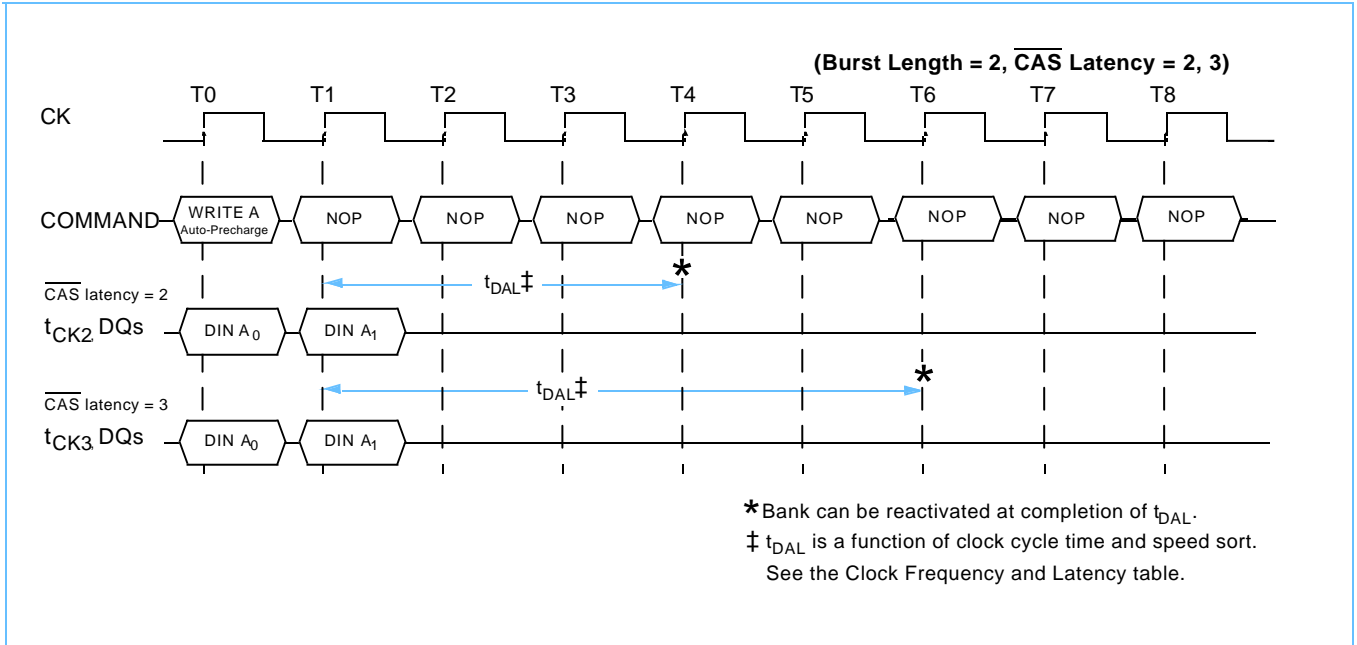 (Burst Length = 2, CAS Latency = 2, 3)
T0 T1 T2 T3 T4 T5 T6 T7 T8
CK
COMMAND WRITE A NOP NOP NOP NOP NOP NOP NOP NOP
Auto-Precharge
*
tDAL‡
CAS latency = 2
tCK2, DQs DIN A0 DIN A1
*
tDAL‡
CAS latency = 3
tCK3, DQs DIN A0 DIN A1
* Bank can be reactivated at completion of tDAL.
‡ tDAL is a function of clock cycle time and speed sort.
See the Clock Frequency and Latency table.